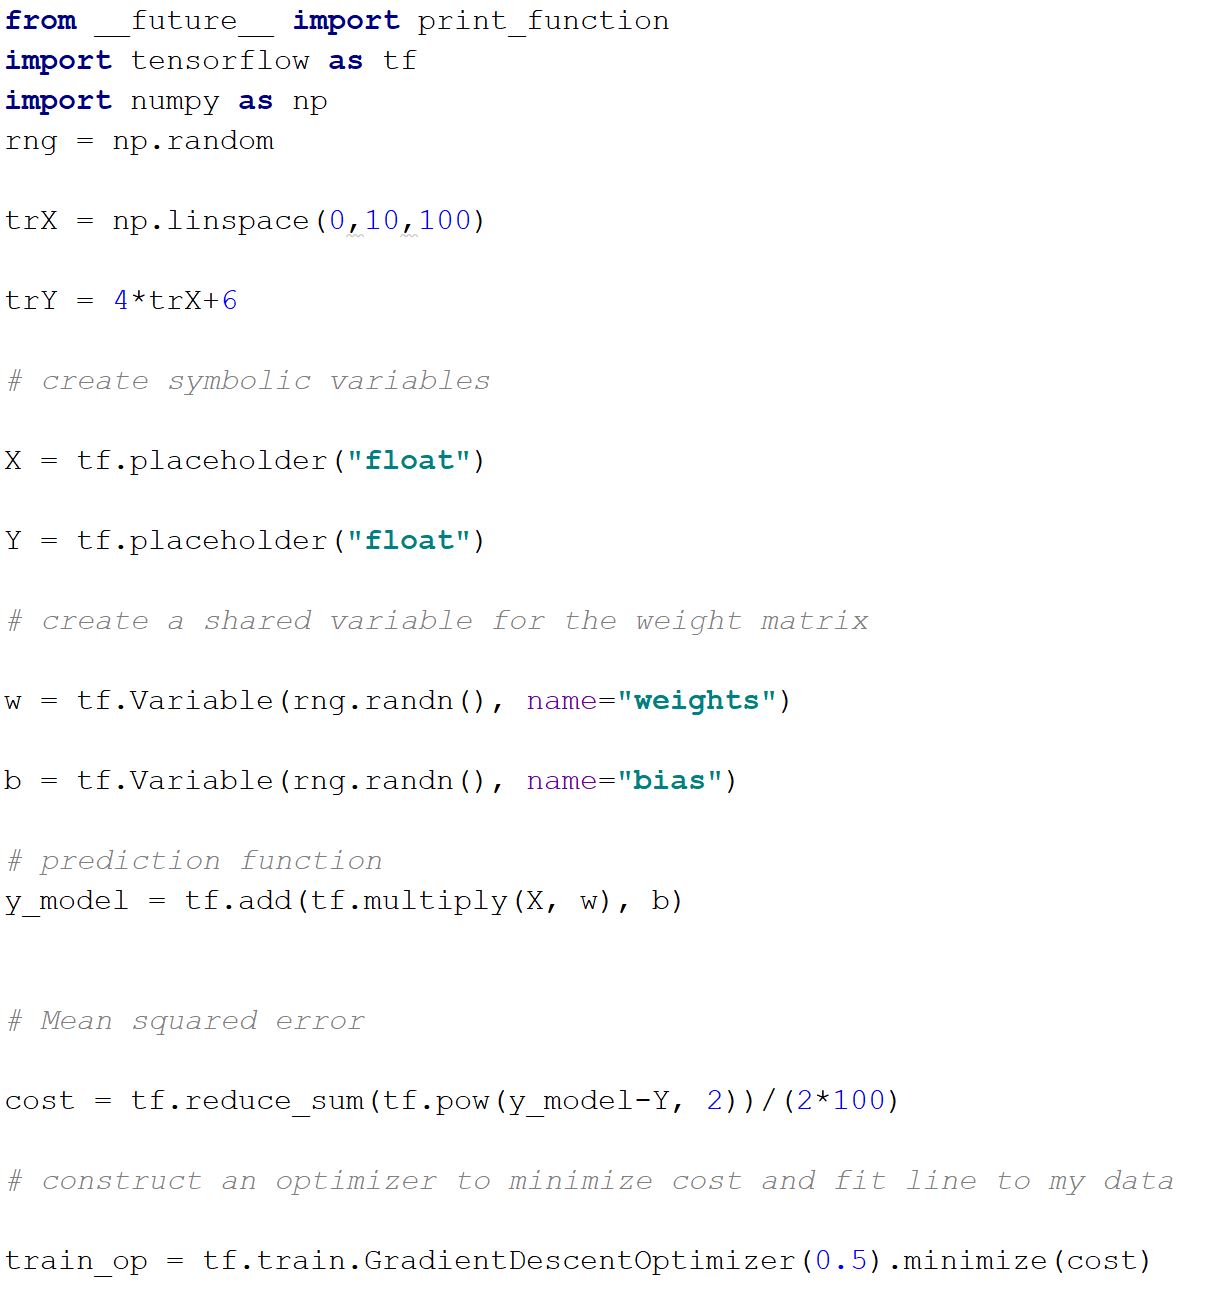 from __future__ import print_function
import tensorflow as tf
import numpy as np
rng = np.random
trX = np.linspace(0,10,100)
trY = 4*trX+6
# create symbolic variables
X = tf.placeholder("float")
Y = tf.placeholder("float")
# create a shared variable for the weight matrix
w = tf.Variable(rng.randn(), name="weights")
b = tf.Variable(rng.randn(), name="bias")
# prediction function
y_model = tf.add(tf.multiply(X, w), b)
# Mean squared error
cost = tf.reduce_sum(tf.pow(y_model-Y, 2))/(2*100)
# construct an optimizer to minimize cost and fit line to my data
train_op = tf.train.GradientDescentOptimizer(0.5).minimize(cost)